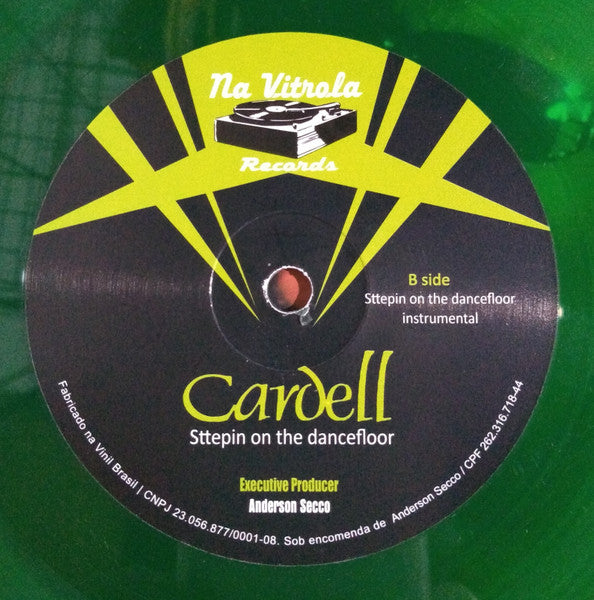 Na Vitrola
Records
B side
Sttepin on the dancefloor
instrumental
Cardell
Sttepin on the dancefloor
Executive Producer
Anderson Secco
Fabricado na Vinil Brasil | CNPJ 23.056.877/0001-08. Sob encomenda de Anderson Secco / CPF 262.316.718-44